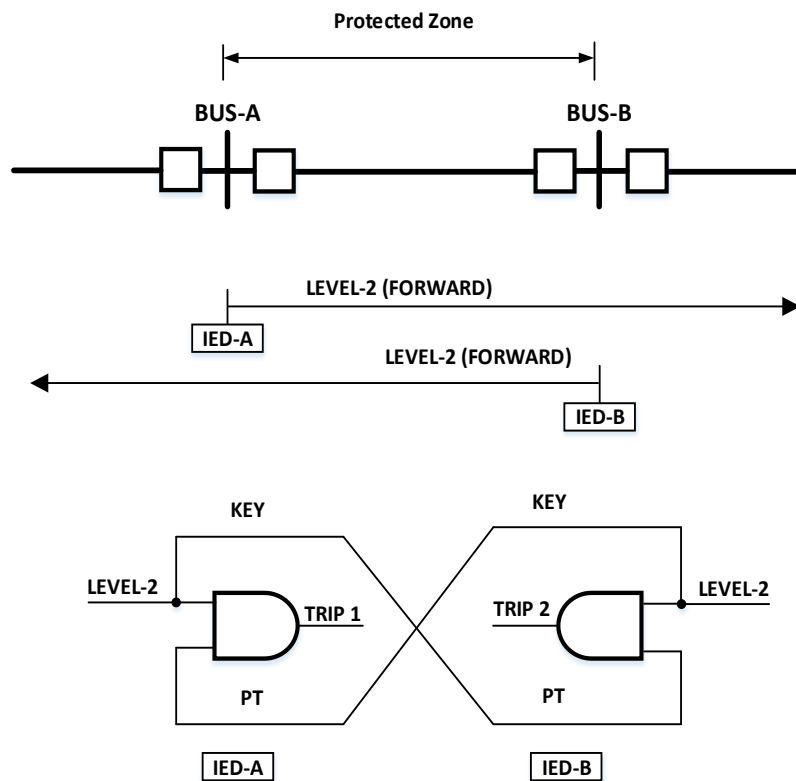 Protected Zone
BUS-A
BUS-B
LEVEL-2 (FORWARD)
IED-A
LEVEL-2 (FORWARD)
IED-B
KEY
KEY
LEVEL-2
TRIP 1
TRIP 2
LEVEL-2
PT
PT
IED-A
IED-B